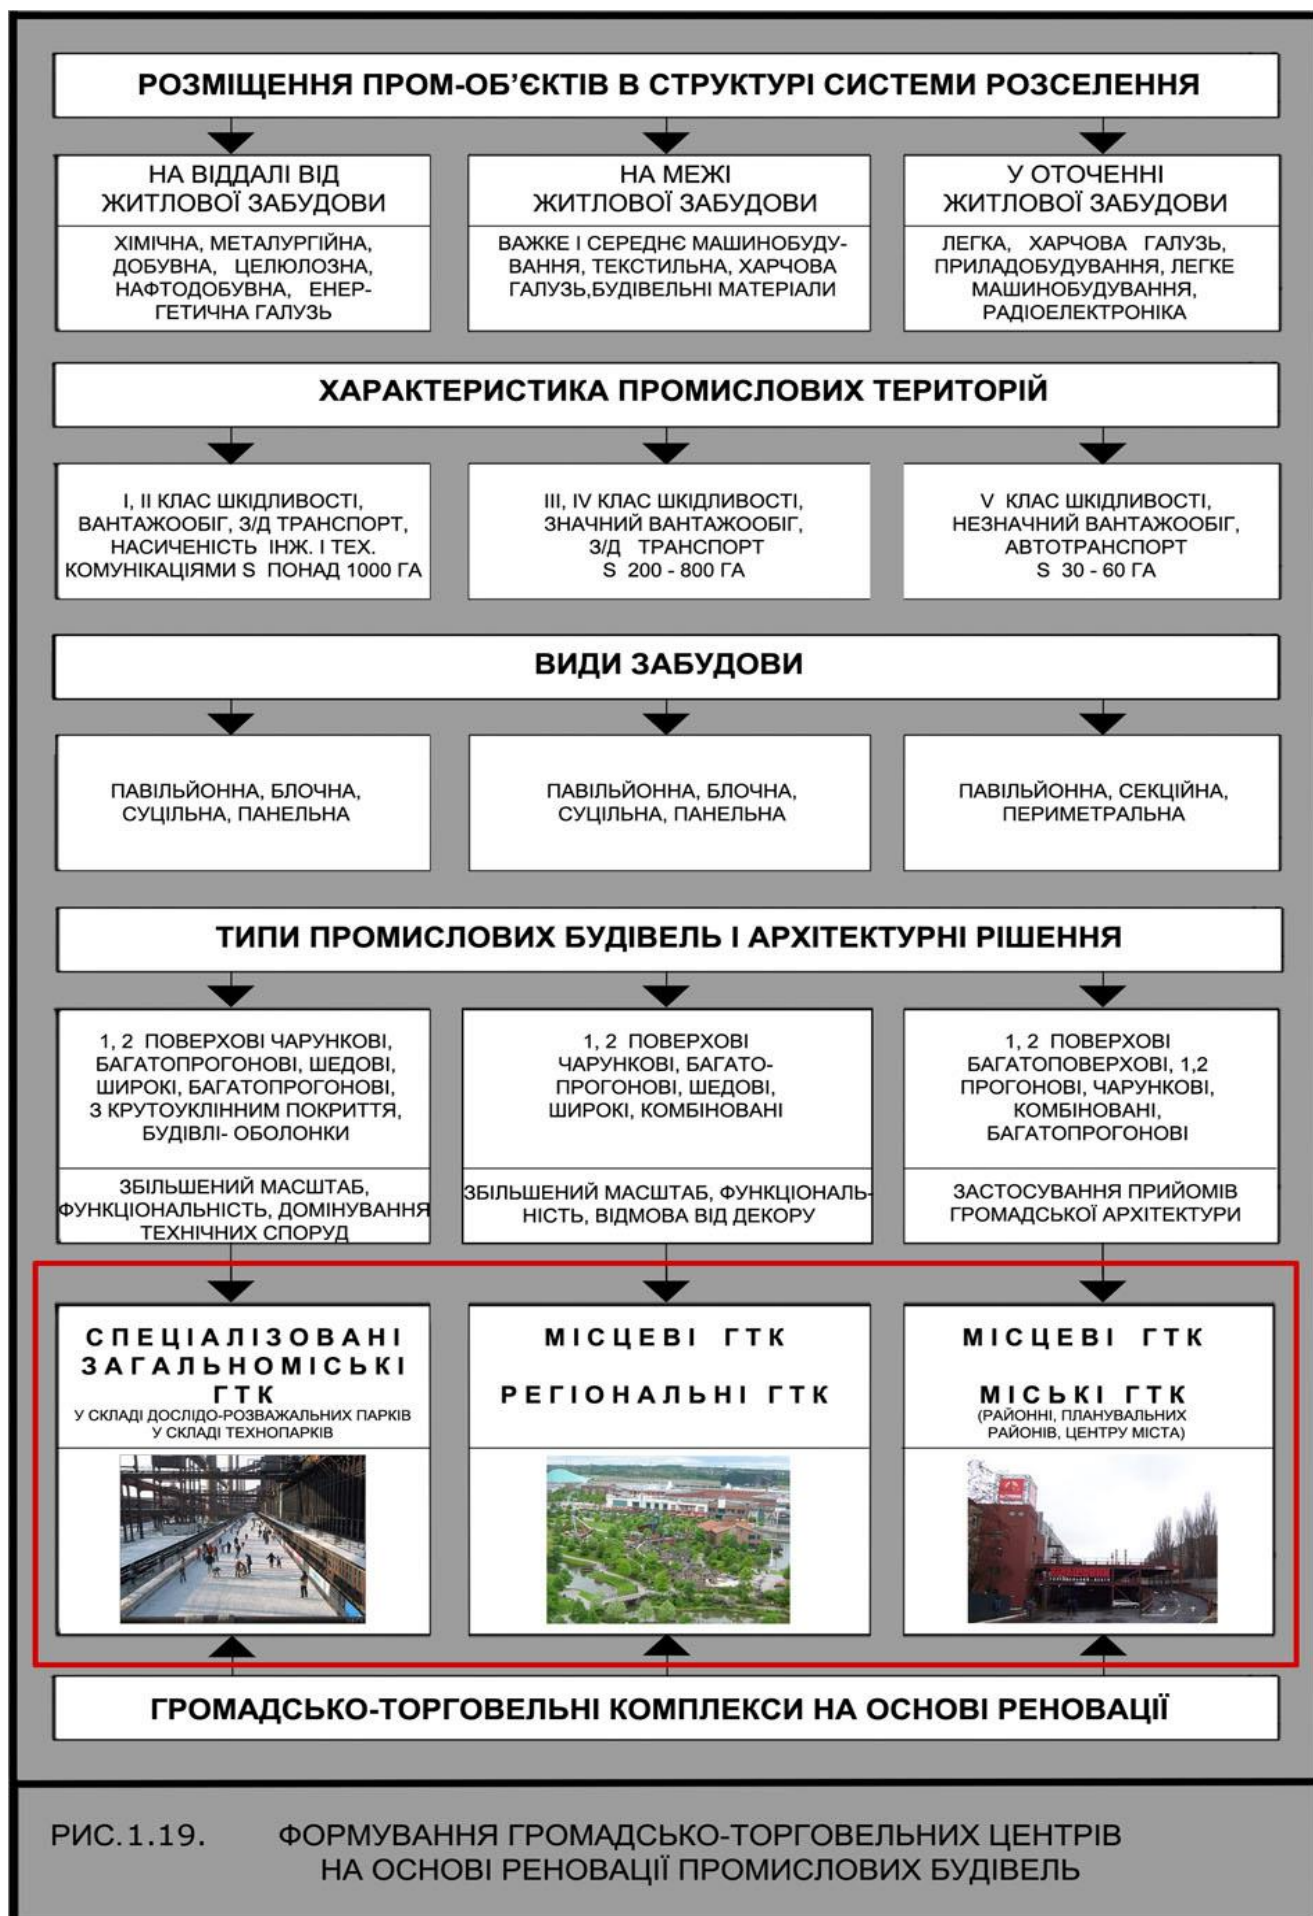 РОЗМІЩЕННЯ ПРОМ-ОБ'ЄКТІВ В СТРУКТУРІ СИСТЕМИ РОЗСЕЛЕННЯ
НА ВІДДАЛІ ВІД
ЖИТЛОВОЇ ЗАБУДОВИ
ХІМІЧНА, МЕТАЛУРГІЙНА,
ДОБУВНА, ЦЕЛЮЛОЗНА,
НАФТОДОБУВНА, ЕНЕР-
ГЕТИЧНА ГАЛУЗЬ
НА МЕЖІ
ЖИТЛОВОЇ ЗАБУДОВИ
ВАЖКЕ І СЕРЕДНЄ МАШИНОБУДУ-
ВАННЯ, ТЕКСТИЛЬНА, ХАРЧОВА
ГАЛУЗЬ,БУДІВЕЛЬНІ МАТЕРІАЛИ
У ОТОЧЕННІ
ЖИТЛОВОЇ ЗАБУДОВИ
ЛЕГКА, ХАРЧОВА ГАЛУЗЬ,
ПРИЛАДОБУДУВАННЯ, ЛЕГКЕ
МАШИНОБУДУВАННЯ,
РАДІОЕЛЕКТРОНІКА
ХАРАКТЕРИСТИКА ПРОМИСЛОВИХ ТЕРИТОРІЙ
І, ІІ КЛАС ШКІДЛИВОСТІ,
ВАНТАЖООБІГ, З/Д ТРАНСПОРТ,
НАСИЧЕНІСТЬ ІНЖ. І ТЕХ.
КОМУНІКАЦІЯМИ S ПОНАД 1000 ГА
III, IV КЛАС ШКІДЛИВОСТІ,
ЗНАЧНИЙ ВАНТАЖООБІГ,
З/Д ТРАНСПОРТ
S 200 - 800 ГА
V КЛАС ШКІДЛИВОСТІ,
НЕЗНАЧНИЙ ВАНТАЖООБІГ,
АВТОТРАНСПОРТ
S 30 - 60 ГА
ВИДИ ЗАБУДОВИ
ПАВІЛЬЙОННА, БЛОЧНА,
СУЦІЛЬНА, ПАНЕЛЬНА
ПАВІЛЬЙОННА, БЛОЧНА,
СУЦІЛЬНА, ПАНЕЛЬНА
ПАВІЛЬЙОННА, СЕКЦІЙНА,
ПЕРИМЕТРАЛЬНА
ТИПИ ПРОМИСЛОВИХ БУДІВЕЛЬ І АРХІТЕКТУРНІ РІШЕННЯ
1, 2 ПОВЕРХОВІ ЧАРУНКОВІ,
БАГАТОПРОГОНОВІ, ШЕДОВІ,
ШИРОКІ, БАГАТОПРОГОНОВІ,
З КРУТОУКЛІННИМ ПОКРИТТЯ,
БУДІВЛІ- ОБОЛОНКИ
ЗБІЛЬШЕНИЙ МАСШТАБ,
ФУНКЦІОНАЛЬНІСТЬ, ДОМІНУВАННЯ
ТЕХНІЧНИХ СПОРУД
1, 2 ПОВЕРХОВІ
ЧАРУНКОВІ, БАГАТО-
ПРОГОНОВІ, ШЕДОВІ,
ШИРОКІ, КОМБІНОВАНІ
ЗБІЛЬШЕНИЙ МАСШТАБ, ФУНКЦІОНАЛЬ-
НІСТЬ, ВІДМОВА ВІД ДЕКОРУ
1, 2 ПОВЕРХОВІ
БАГАТОПОВЕРХОВІ, 1,2
ПРОГОНОВІ, ЧАРУНКОВІ,
КОМБІНОВАНІ,
БАГАТОПРОГОНОВІ
ЗАСТОСУВАННЯ ПРИЙОМІВ
ГРОМАДСЬКОЇ АРХІТЕКТУРИ
СПЕЦІАЛІЗОВАНІ
ЗАГАЛЬНОМІСЬКІ
ГТК
У СКЛАДІ ДОСЛІДО-РОЗВАЖАЛЬНИХ ПАРКІВ
У СКЛАДІ ТЕХНОПАРКІВ
МІСЦЕВІ ГТК
РЕГІОНАЛЬНІ ГТК
МІСЦЕВІ ГТК
МІСЬКІ ГТК
(РАЙОННІ, ПЛАНУВАЛЬНИХ
РАЙОНІВ, ЦЕНТРУ МІСТА)
ГРОМАДСЬКО-ТОРГОВЕЛЬНІ КОМПЛЕКСИ НА ОСНОВІ РЕНОВАЦІЇ
РИС.1.19. ФОРМУВАННЯ ГРОМАДСЬКО-ТОРГОВЕЛЬНИХ ЦЕНТРІВ
НА ОСНОВІ РЕНОВАЦІЇ ПРОМИСЛОВИХ БУДІВЕЛЬ